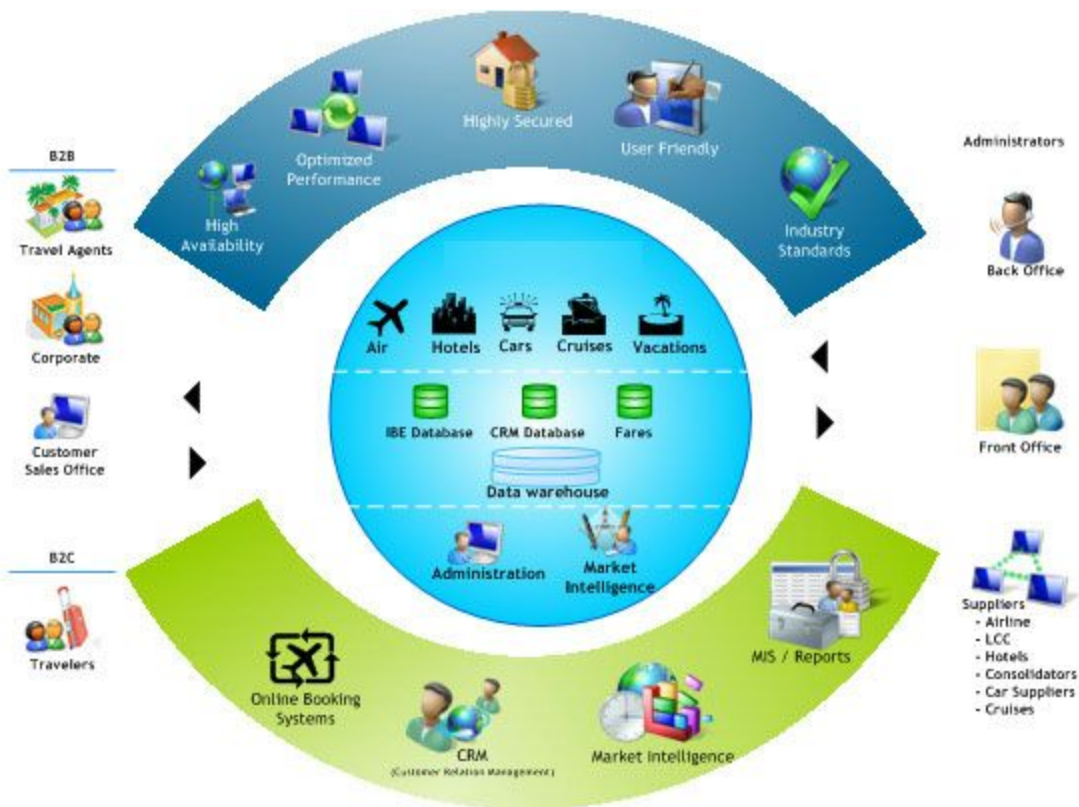 B2B
Travel Agents
Corporate
Customer
Sales Office
B2C
Travelers
High
Availability
Optimized
Performance
Highly Secured
User Friendly
Industry
Standards
Air
Hotels
Cars
Cruises
Vacations
IBE Database
CRM Database
Fares
Data warehouse
Administration
Market
Intelligence
Online Booking
Systems
CRM
(Customer Relation Management)
Market Intelligence
MIS / Reports
Administrators
Back Office
Front Office
Suppliers
- Airline
- LCC
- Hotels
- Consolidators
- Car Suppliers
- Cruises